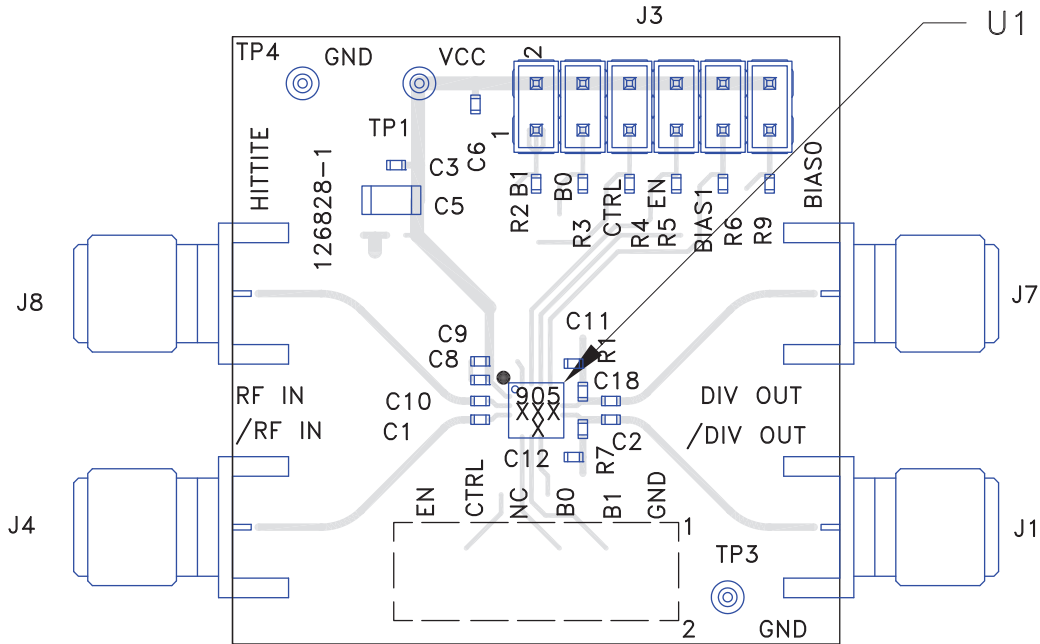 J3
U1
TP4
GND
VCC
2
TP1
1
C6
HITTITE
126828-1
C3
C5
R2
B1
B0
R3
CTRL
R4
R5
EN
BIAS1
R6
R9
BIAS0
J8
J7
C9
C8
C11
R1
C18
905
XXX
X
RF IN
/RF IN
C10
C1
DIV OUT
/DIV OUT
C2
C12
R7
EN
CTRL
NC
B0
B1
GND
J4
J1
1
TP3
2
GND